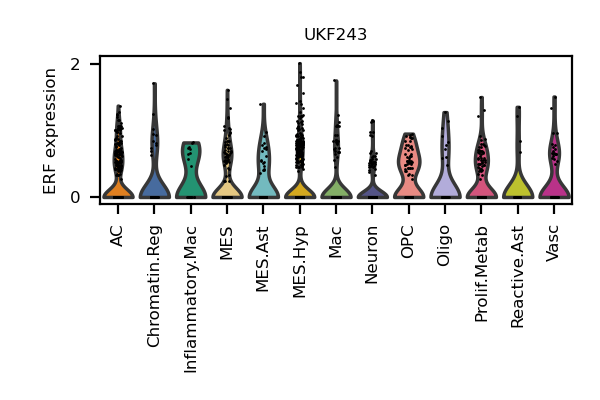 UKF243
ERF expression
2
0
AC
Chromatin.Reg
Inflammatory.Mac
MES
MES.Ast
MES.Hyp
Mac
Neuron
OPC
Oligo
Prolif.Metab
Reactive.Ast
Vasc